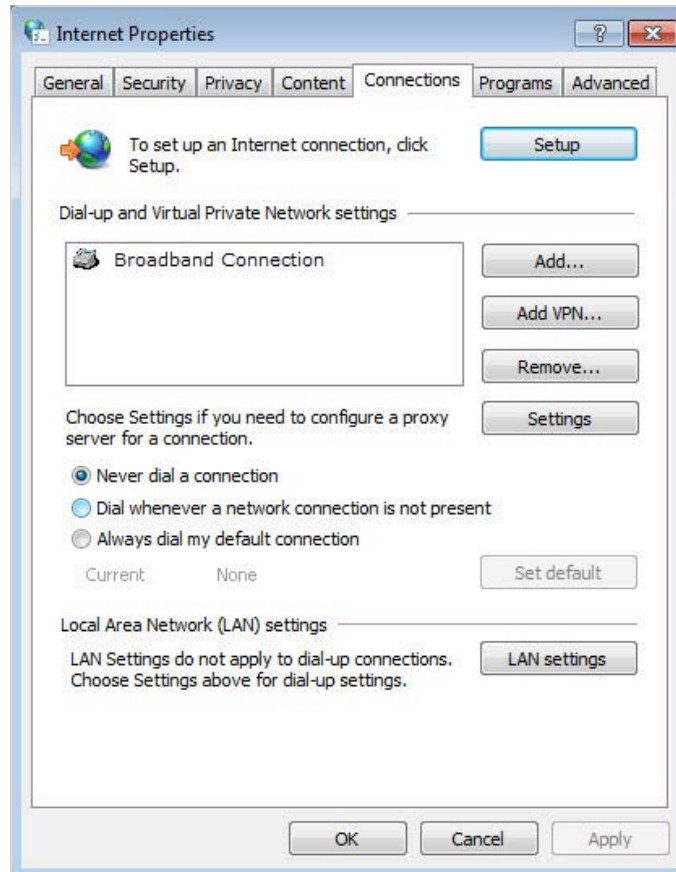 Internet Properties
?
General Security Privacy Content Connections Programs Advanced
To set up an Internet connection, click
Setup.
Setup
Dial-up and Virtual Private Network settings
Broadband Connection
Add...
Add VPN...
Remove...
Choose Settings if you need to configure a proxy
server for a connection.
Settings
Never dial a connection
Dial whenever a network connection is not present
Always dial my default connection
Current None
Set default
Local Area Network (LAN) settings
LAN Settings do not apply to dial-up connections.
Choose Settings above for dial-up settings.
LAN settings
OK Cancel Apply